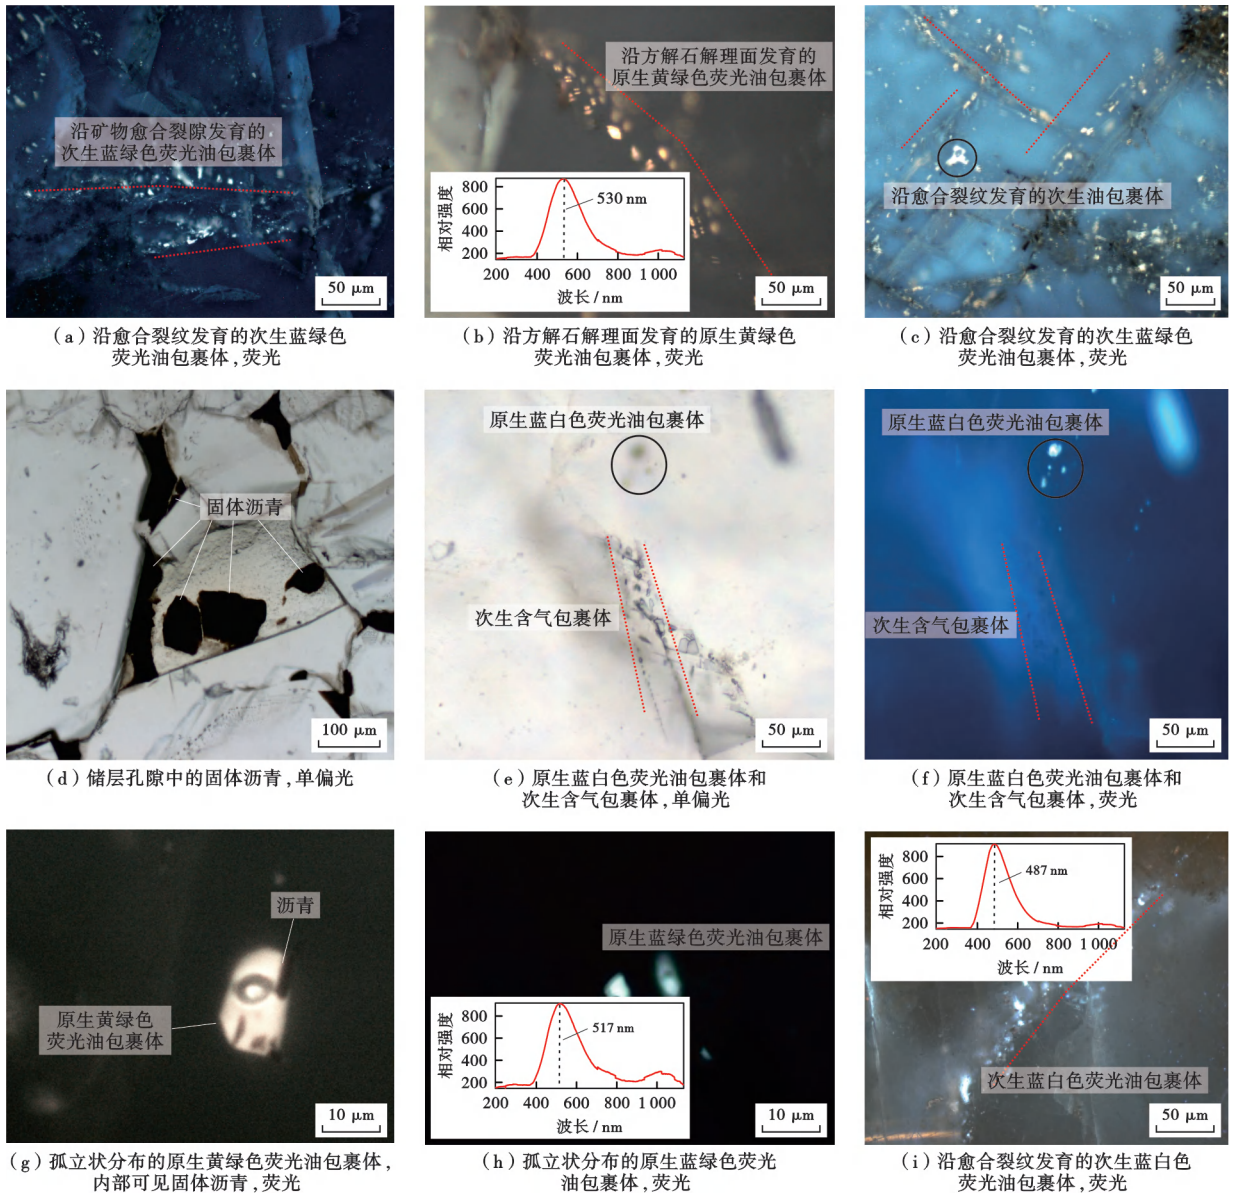 沿矿物愈合裂隙发育的
次生蓝绿色荧光油包裹体
50 μm
(a)沿愈合裂纹发育的次生蓝绿色
荧光油包裹体,荧光
沿方解石解理面发育的
原生黄绿色荧光油包裹体
相对强度
800
600
400
200
530 nm
200 400 600 800 1 000
波长 / nm
50 μm
(b)沿方解石解理面发育的原生黄绿色
荧光油包裹体,荧光
沿愈合裂纹发育的次生油包裹体
50 μm
(c)沿愈合裂纹发育的次生蓝绿色
荧光油包裹体,荧光
固体沥青
100 μm
(d)储层孔隙中的固体沥青,单偏光
原生蓝白色荧光油包裹体
次生含气包裹体
50 μm
(e)原生蓝白色荧光油包裹体和
次生含气包裹体,单偏光
原生蓝白色荧光油包裹体
次生含气包裹体
50 μm
(f)原生蓝白色荧光油包裹体和
次生含气包裹体,荧光
沥青
原生黄绿色
荧光油包裹体
10 μm
(g)孤立状分布的原生黄绿色荧光油包裹体,
内部可见固体沥青,荧光
原生蓝绿色荧光油包裹体
相对强度
800
600
400
200
517 nm
200 400 600 800 1 000
波长 / nm
10 μm
(h)孤立状分布的原生蓝绿色荧光
油包裹体,荧光
相对强度
800
600
400
200
487 nm
200 400 600 800 1 000
波长 / nm
次生蓝白色荧光油包裹体
50 μm
(i)沿愈合裂纹发育的次生蓝白色
荧光油包裹体,荧光